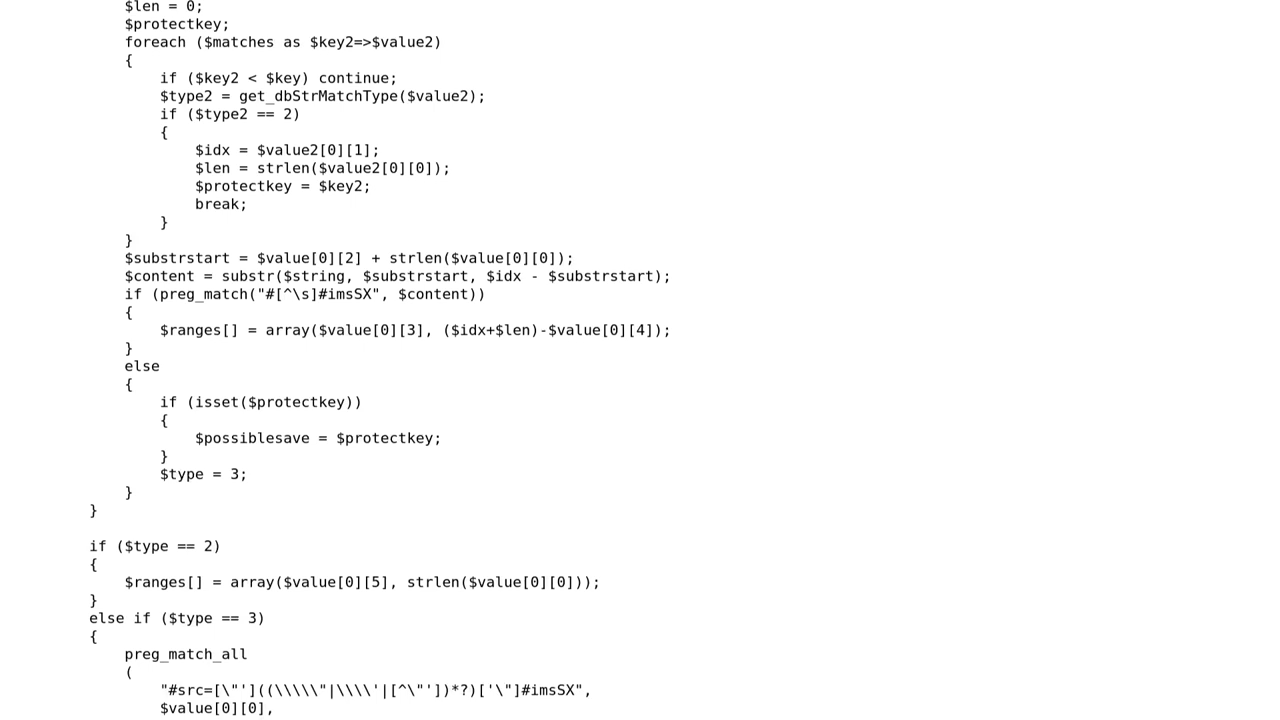 $len = 0;
$protectkey;
foreach ($matches as $key2=>$value2)
{
if ($key2 < $key) continue;
$type2 = get_dbStrMatchType($value2);
if ($type2 == 2)
{
$idx = $value2[0][1];
$len = strlen($value2[0][0]);
$protectkey = $key2;
break;
}
}
$substrstart = $value[0][2] + strlen($value[0][0]);
$content = substr($string, $substrstart, $idx - $substrstart);
if (preg_match("#[^\s]#imsSX", $content))
{
$ranges[] = array($value[0][3], ($idx+$len)-$value[0][4]);
}
else
{
if (isset($protectkey))
{
$possiblesave = $protectkey;
}
$type = 3;
}
}
if ($type == 2)
{
$ranges[] = array($value[0][5], strlen($value[0][0]));
}
else if ($type == 3)
{
preg_match_all
(
"#src=[\"']((\\\\\"|\\\\'|[^\"'])*?)['\"]#imsSX",
$value[0][0],